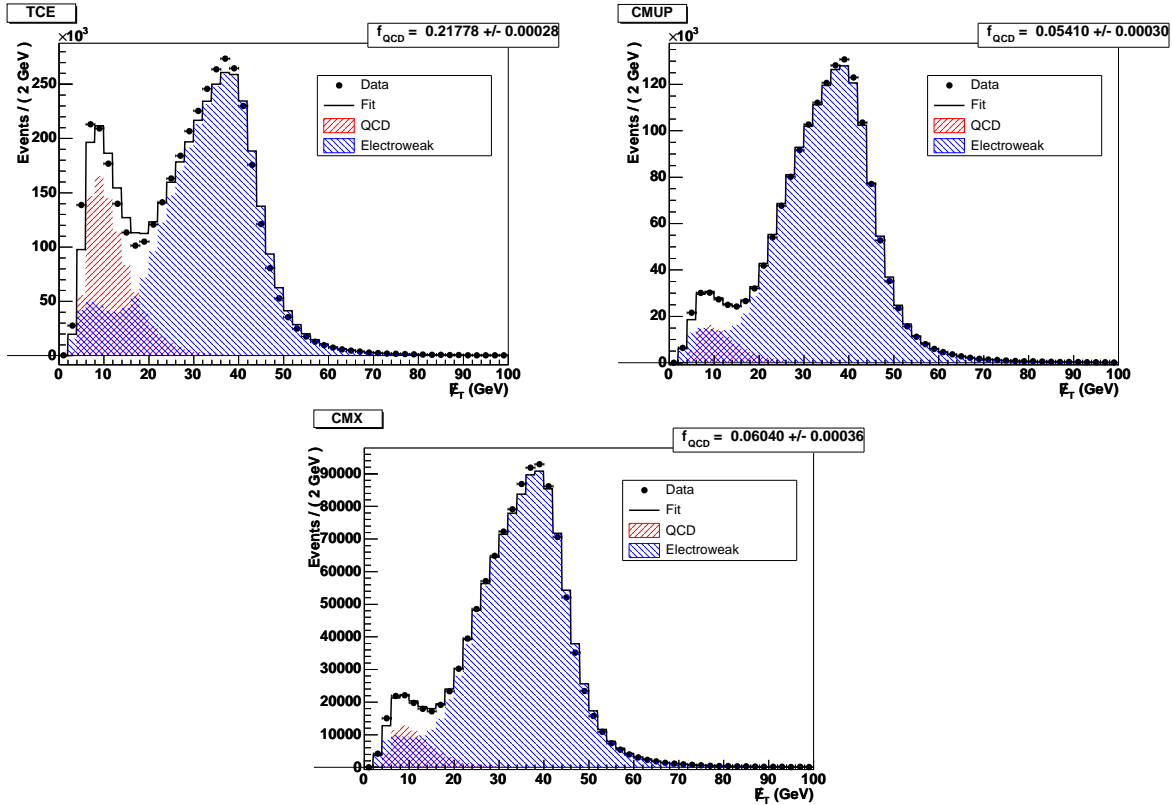 TCE
×10³
f_QCD = 0.21778 +/- 0.00028
Events / ( 2 GeV )
250
200
150
100
50
0
Data
Fit
QCD
Electroweak
0 10 20 30 40 50 60 70 80 90 100
E̸_T (GeV)
CMUP
×10³
f_QCD = 0.05410 +/- 0.00030
Events / ( 2 GeV )
120
100
80
60
40
20
0
Data
Fit
QCD
Electroweak
0 10 20 30 40 50 60 70 80 90 100
E̸_T (GeV)
CMX
f_QCD = 0.06040 +/- 0.00036
Events / ( 2 GeV )
90000
80000
70000
60000
50000
40000
30000
20000
10000
0
Data
Fit
QCD
Electroweak
0 10 20 30 40 50 60 70 80 90 100
E̸_T (GeV)